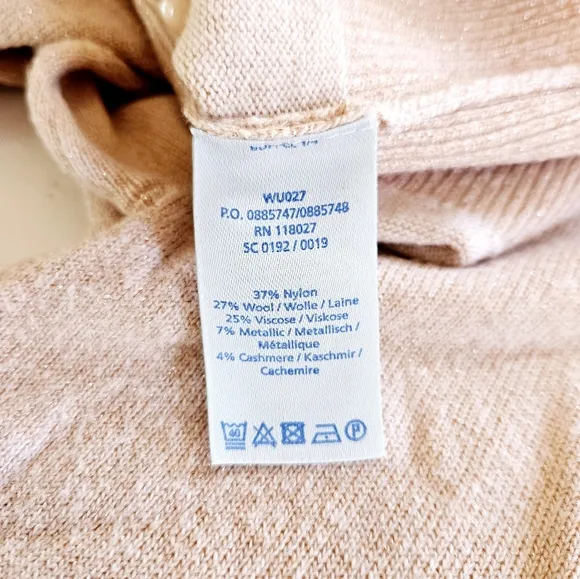 WU027
P.O. 0885747/0885748
RN 118027
SC 0192 / 0019
37% Nylon
27% Wool / Wolle / Laine
25% Viscose / Viskose
7% Metallic / Metallisch /
Métallique
4% Cashmere / Kaschmir /
Cachemire
40 P